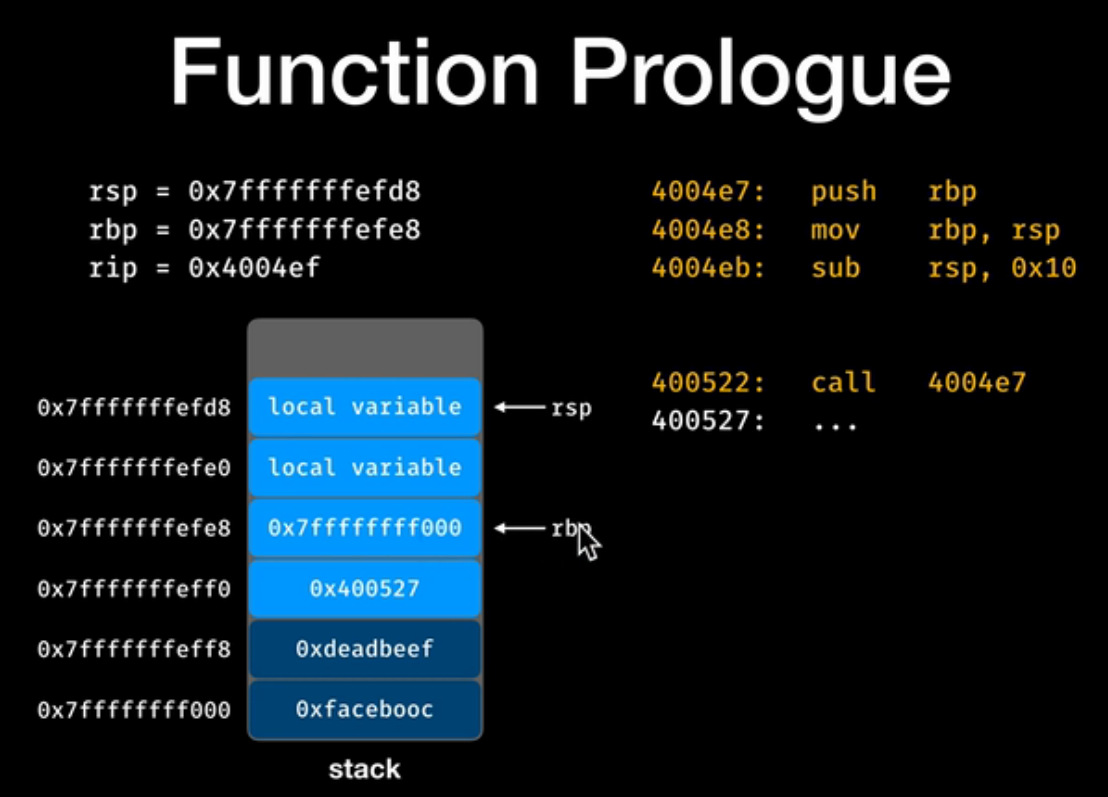 Function Prologue
rsp = 0x7fffffffefd8
rbp = 0x7fffffffefe8
rip = 0x4004ef
4004e7: push rbp
4004e8: mov rbp, rsp
4004eb: sub rsp, 0x10
400522: call 4004e7
400527: ...
0x7fffffffefd8 local variable rsp
0x7fffffffefe0 local variable
0x7fffffffefe8 0x7ffffffff000 rbp
0x7fffffffeff0 0x400527
0x7fffffffeff8 0xdeadbeef
0x7ffffffff000 0xfacebooc
stack